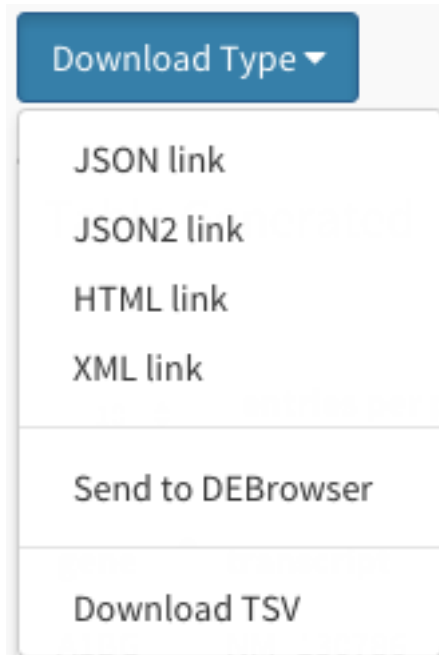 Download Type
JSON link
JSON2 link
HTML link
XML link
Send to DEBrowser
Download TSV